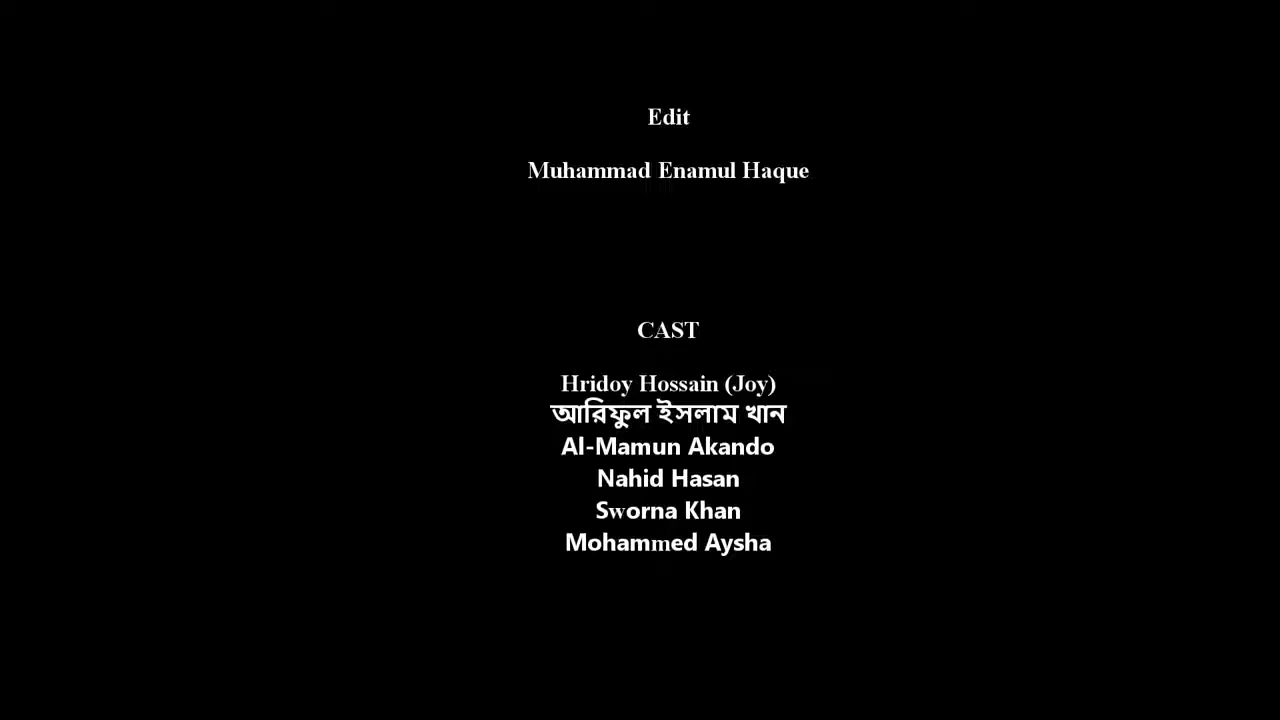 Edit
Muhammad Enamul Haque
CAST
Hridoy Hossain (Joy)
আরিফুল ইসলাম খান
Al-Mamun Akando
Nahid Hasan
Sworna Khan
Mohammed Aysha